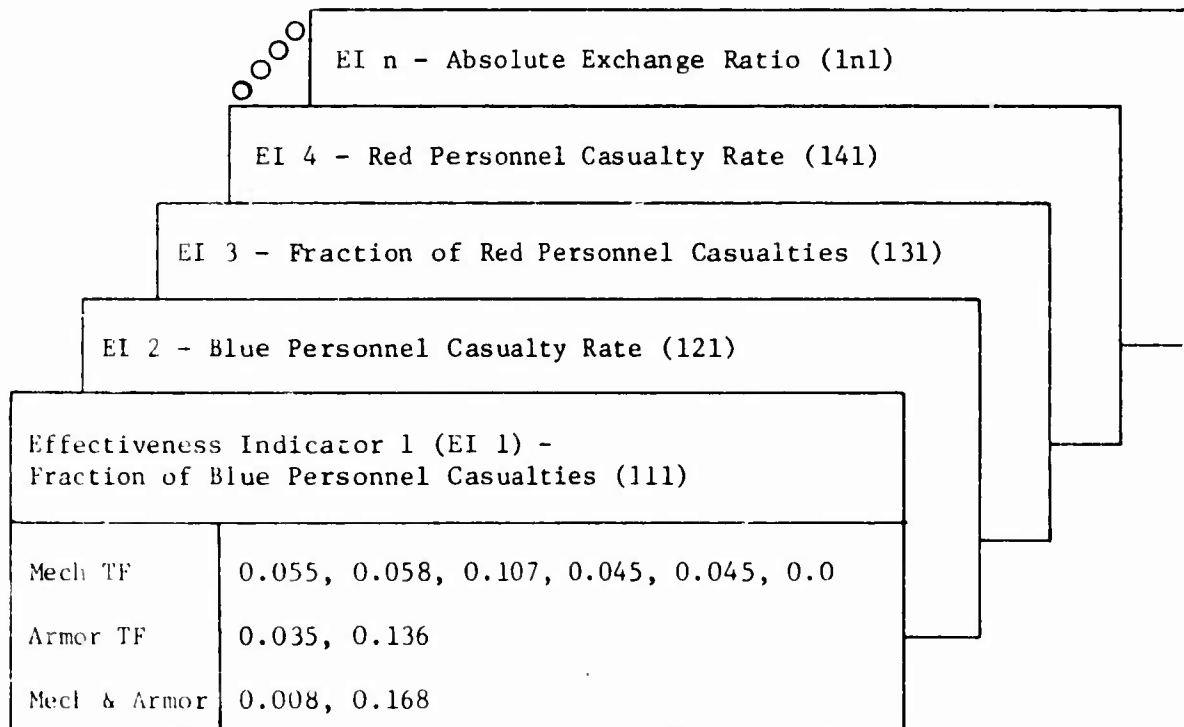 EI n - Absolute Exchange Ratio (1n1)
EI 4 - Red Personnel Casualty Rate (141)
EI 3 - Fraction of Red Personnel Casualties (131)
EI 2 - Blue Personnel Casualty Rate (121)
Effectiveness Indicator 1 (EI 1) -
Fraction of Blue Personnel Casualties (111)
Mech TF 0.055, 0.058, 0.107, 0.045, 0.045, 0.0
Armor TF 0.035, 0.136
Mech & Armor 0.008, 0.168